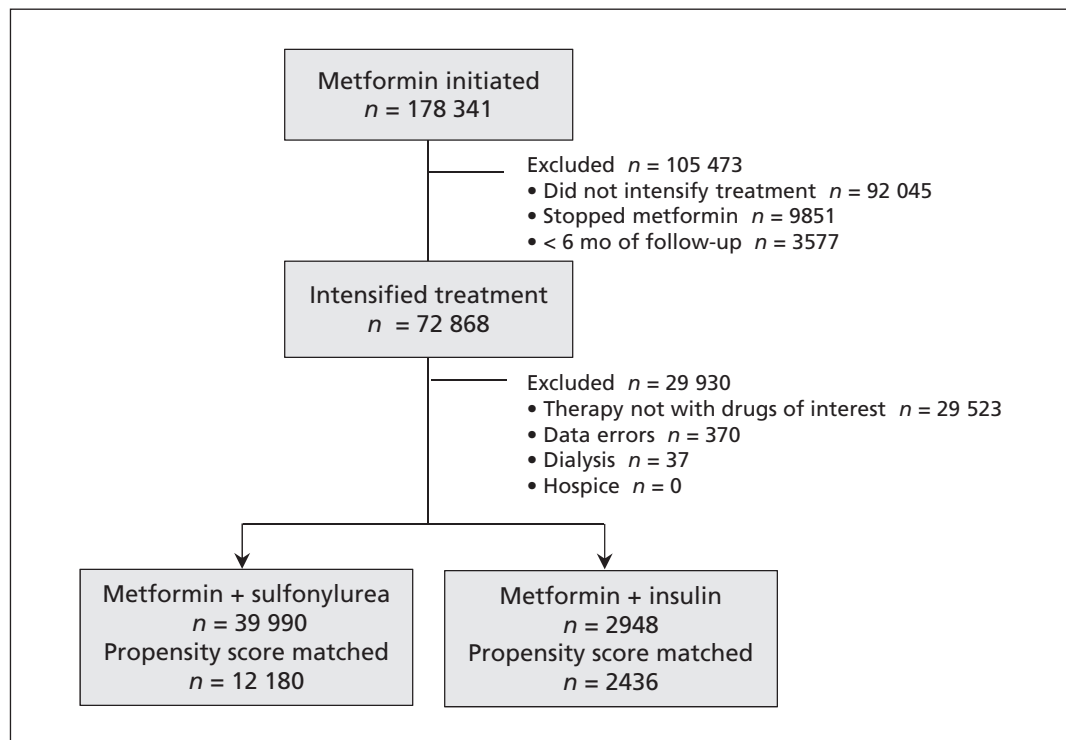 Metformin initiated
n = 178 341
Excluded n = 105 473
• Did not intensify treatment n = 92 045
• Stopped metformin n = 9851
• < 6 mo of follow-up n = 3577
Intensified treatment
n = 72 868
Excluded n = 29 930
• Therapy not with drugs of interest n = 29 523
• Data errors n = 370
• Dialysis n = 37
• Hospice n = 0
Metformin + sulfonylurea
n = 39 990
Propensity score matched
n = 12 180
Metformin + insulin
n = 2948
Propensity score matched
n = 2436